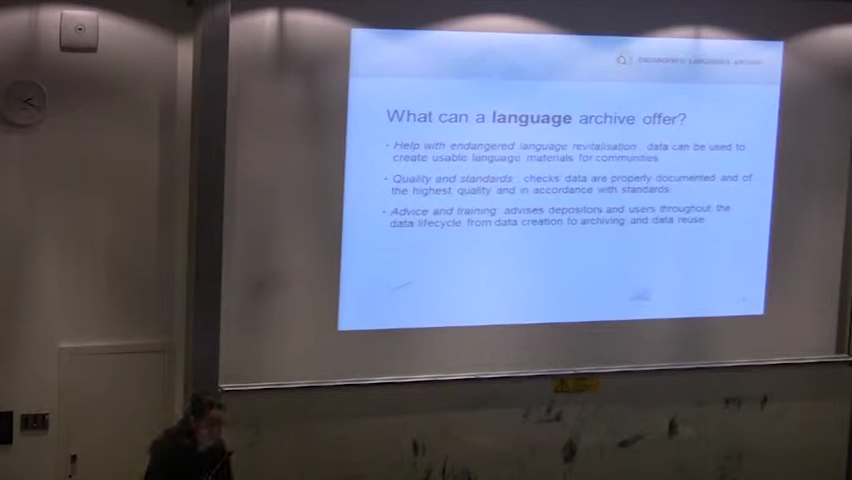 ENDANGERED LANGUAGES ARCHIVE
What can a language archive offer?
• Help with endangered language revitalisation : data can be used to
create usable language materials for communities
• Quality and standards : checks data are properly documented and of
the highest quality and in accordance with standards
• Advice and training: advises depositors and users throughout the
data lifecycle from data creation to archiving and data reuse